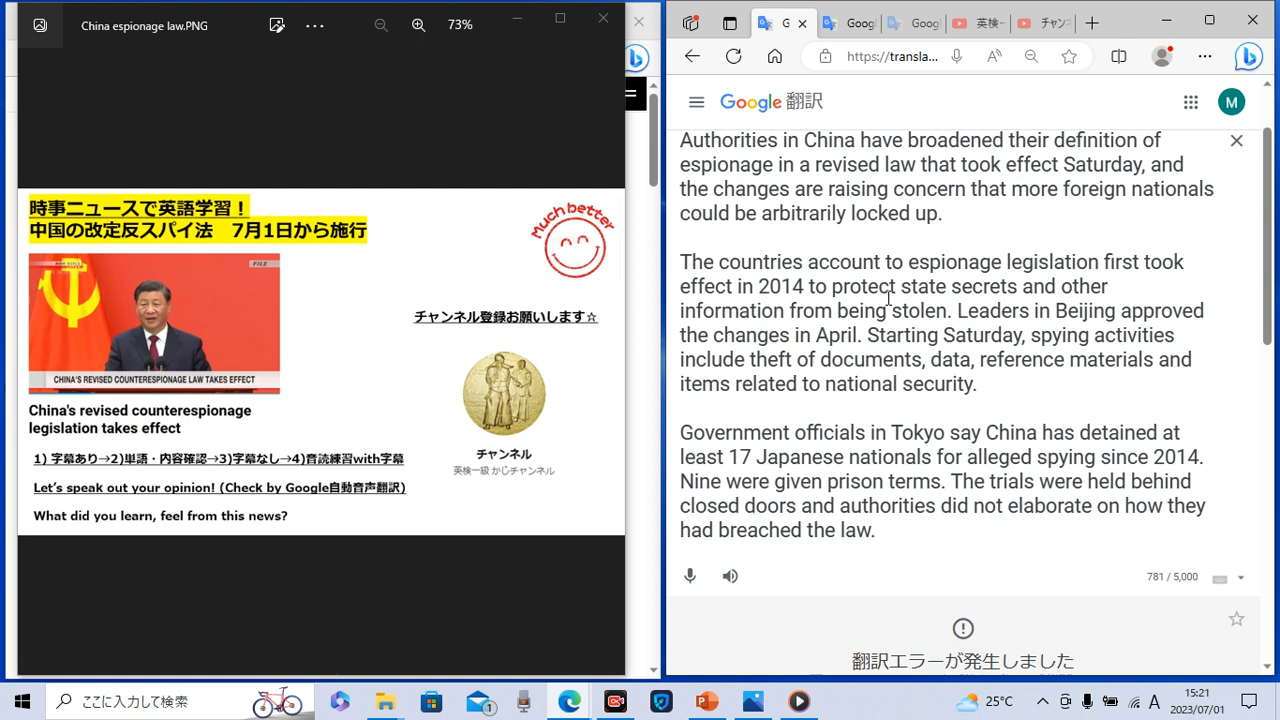 China espionage law.PNG
73%
時事ニュースで英語学習！
中国の改定反スパイ法　7月1日から施行
Much better
FILE
CHINA'S REVISED COUNTERESPIONAGE LAW TAKES EFFECT
China's revised counterespionage
legislation takes effect
チャンネル登録お願いします☆
チャンネル
英検一級 かじチャンネル
1) 字幕あり→2)単語・内容確認→3)字幕なし→4)音読練習with字幕
Let's speak out your opinion! (Check by Google自動音声翻訳)
What did you learn, feel from this news?
G
Googl
Googl
英検一
チャン
https://transla...
Google 翻訳
M
Authorities in China have broadened their definition of
espionage in a revised law that took effect Saturday, and
the changes are raising concern that more foreign nationals
could be arbitrarily locked up.
The countries account to espionage legislation first took
effect in 2014 to protect state secrets and other
information from being stolen. Leaders in Beijing approved
the changes in April. Starting Saturday, spying activities
include theft of documents, data, reference materials and
items related to national security.
Government officials in Tokyo say China has detained at
least 17 Japanese nationals for alleged spying since 2014.
Nine were given prison terms. The trials were held behind
closed doors and authorities did not elaborate on how they
had breached the law.
781 / 5,000
翻訳エラーが発生しました
ここに入力して検索
1
25°C
A
15:21
2023/07/01